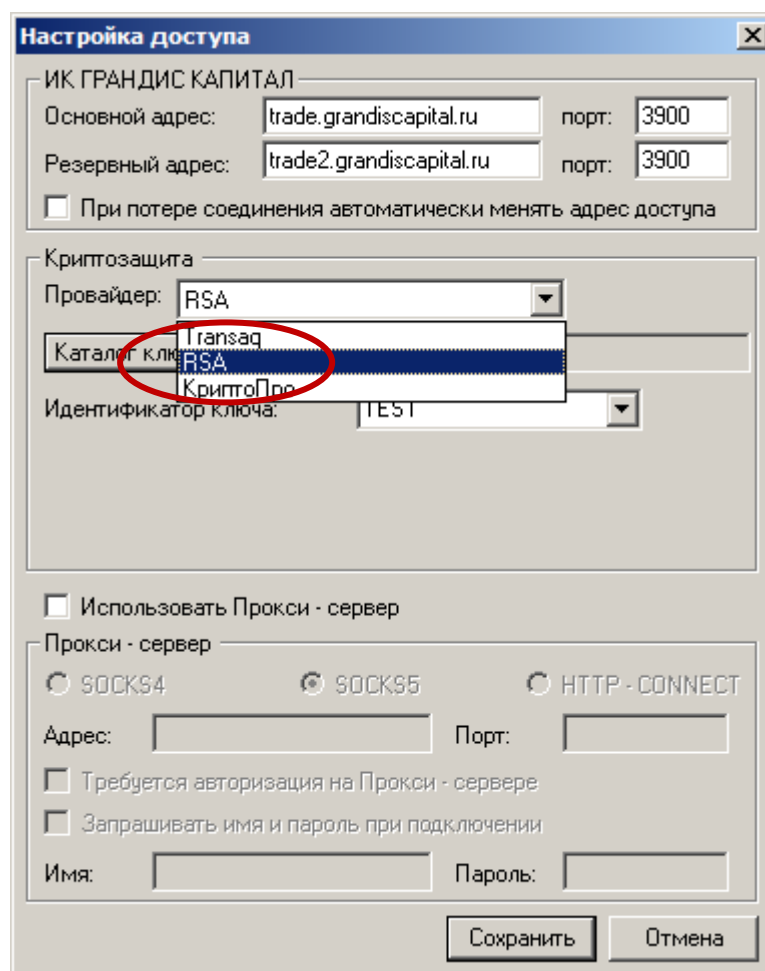 Настройка доступа
ИК ГРАНДИС КАПИТАЛ
Основной адрес: trade.grandiscapital.ru порт: 3900
Резервный адрес: trade2.grandiscapital.ru порт: 3900
При потере соединения автоматически менять адрес доступа
Криптозащита
Провайдер: RSA
Transaq
Каталог клю
RSA
КриптоПро
Идентификатор ключа: TEST
Использовать Прокси - сервер
Прокси - сервер
SOCKS4 SOCKS5 HTTP - CONNECT
Адрес: Порт:
Требуется авторизация на Прокси - сервере
Запрашивать имя и пароль при подключении
Имя: Пароль:
Сохранить Отмена